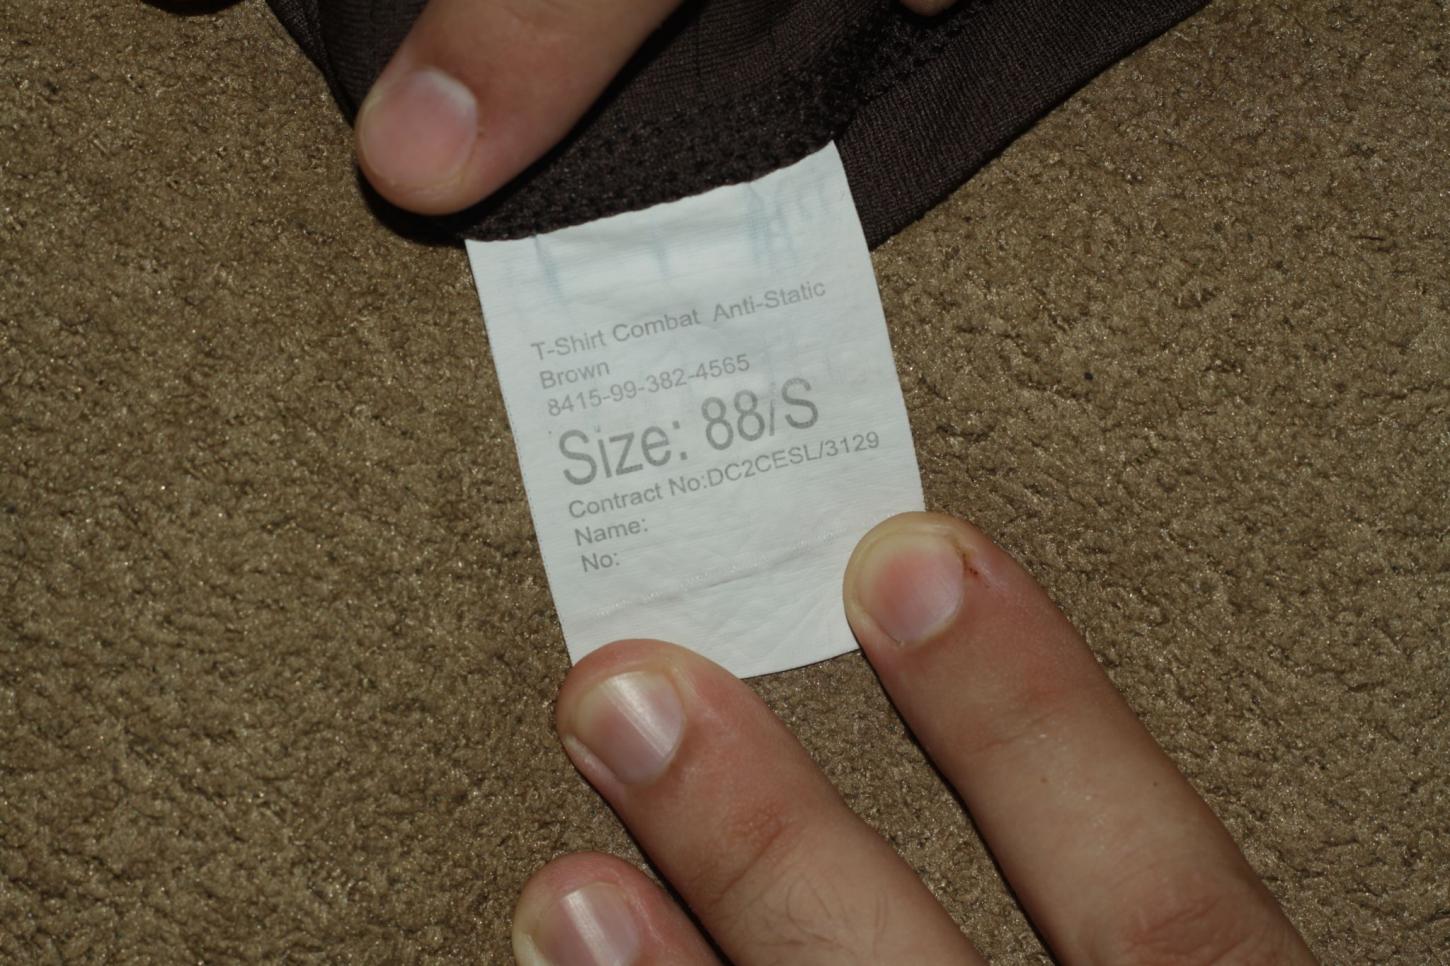 T-Shirt Combat Anti-Static
Brown
8415-99-382-4565
Size: 88/S
Contract No:DC2CESL/3129
Name:
No: